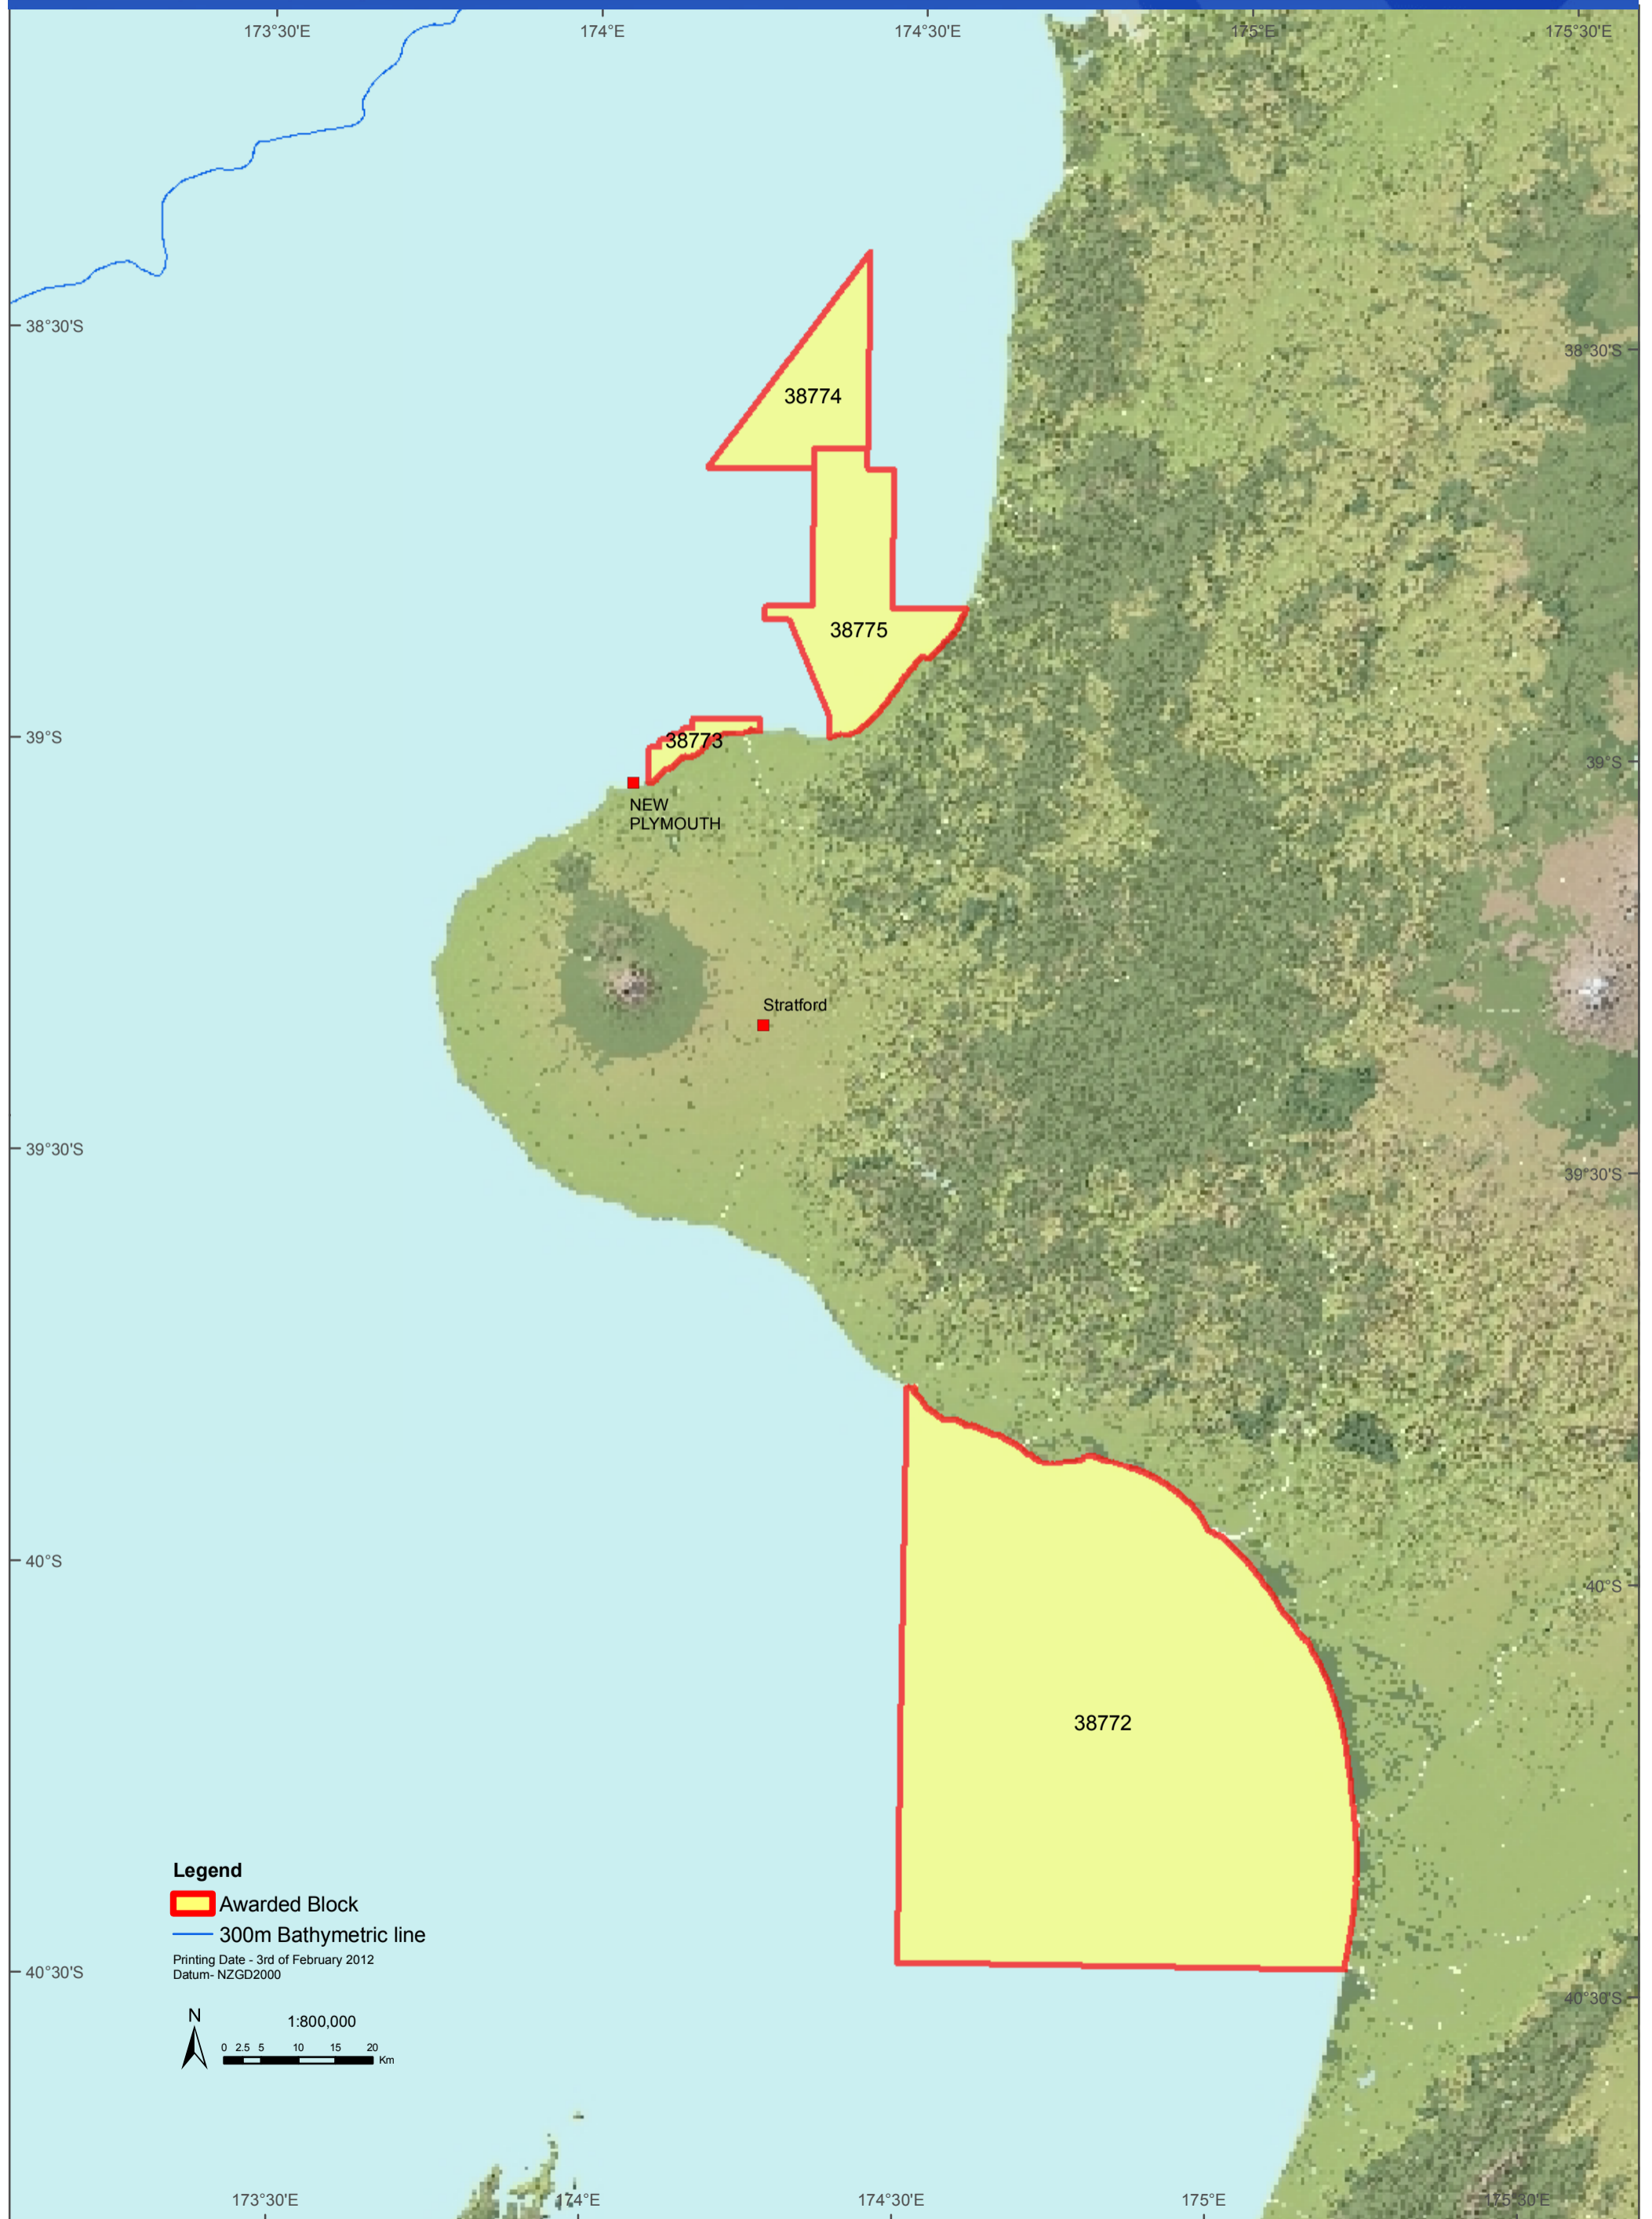 173°30'E 174°E 174°30'E 175°E 175°30'E
38°30'S
38°30'S
38774
38775
39°S
38773
39°S
NEW
PLYMOUTH
Stratford
39°30'S
39°30'S
40°S
40°S
38772
Legend
Awarded Block
300m Bathymetric line
Printing Date - 3rd of February 2012
Datum- NZGD2000
40°30'S
40°30'S
N
1:800,000
0 2.5 5 10 15 20
Km
173°30'E 174°E 174°30'E 175°E 175°30'E